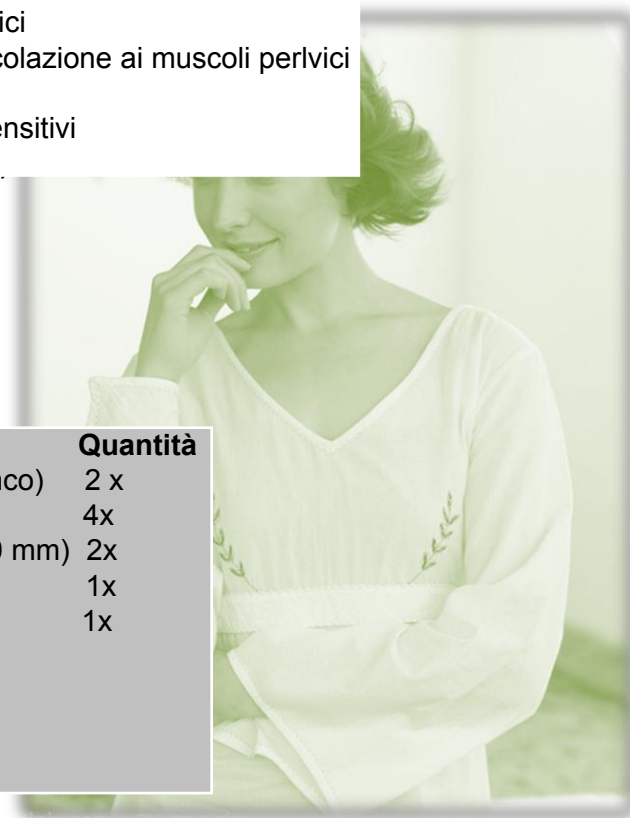 ici
colazione ai muscoli perlvici
ensitivi
Quantità
nco) 2 x
4x
0 mm) 2x
1x
1x